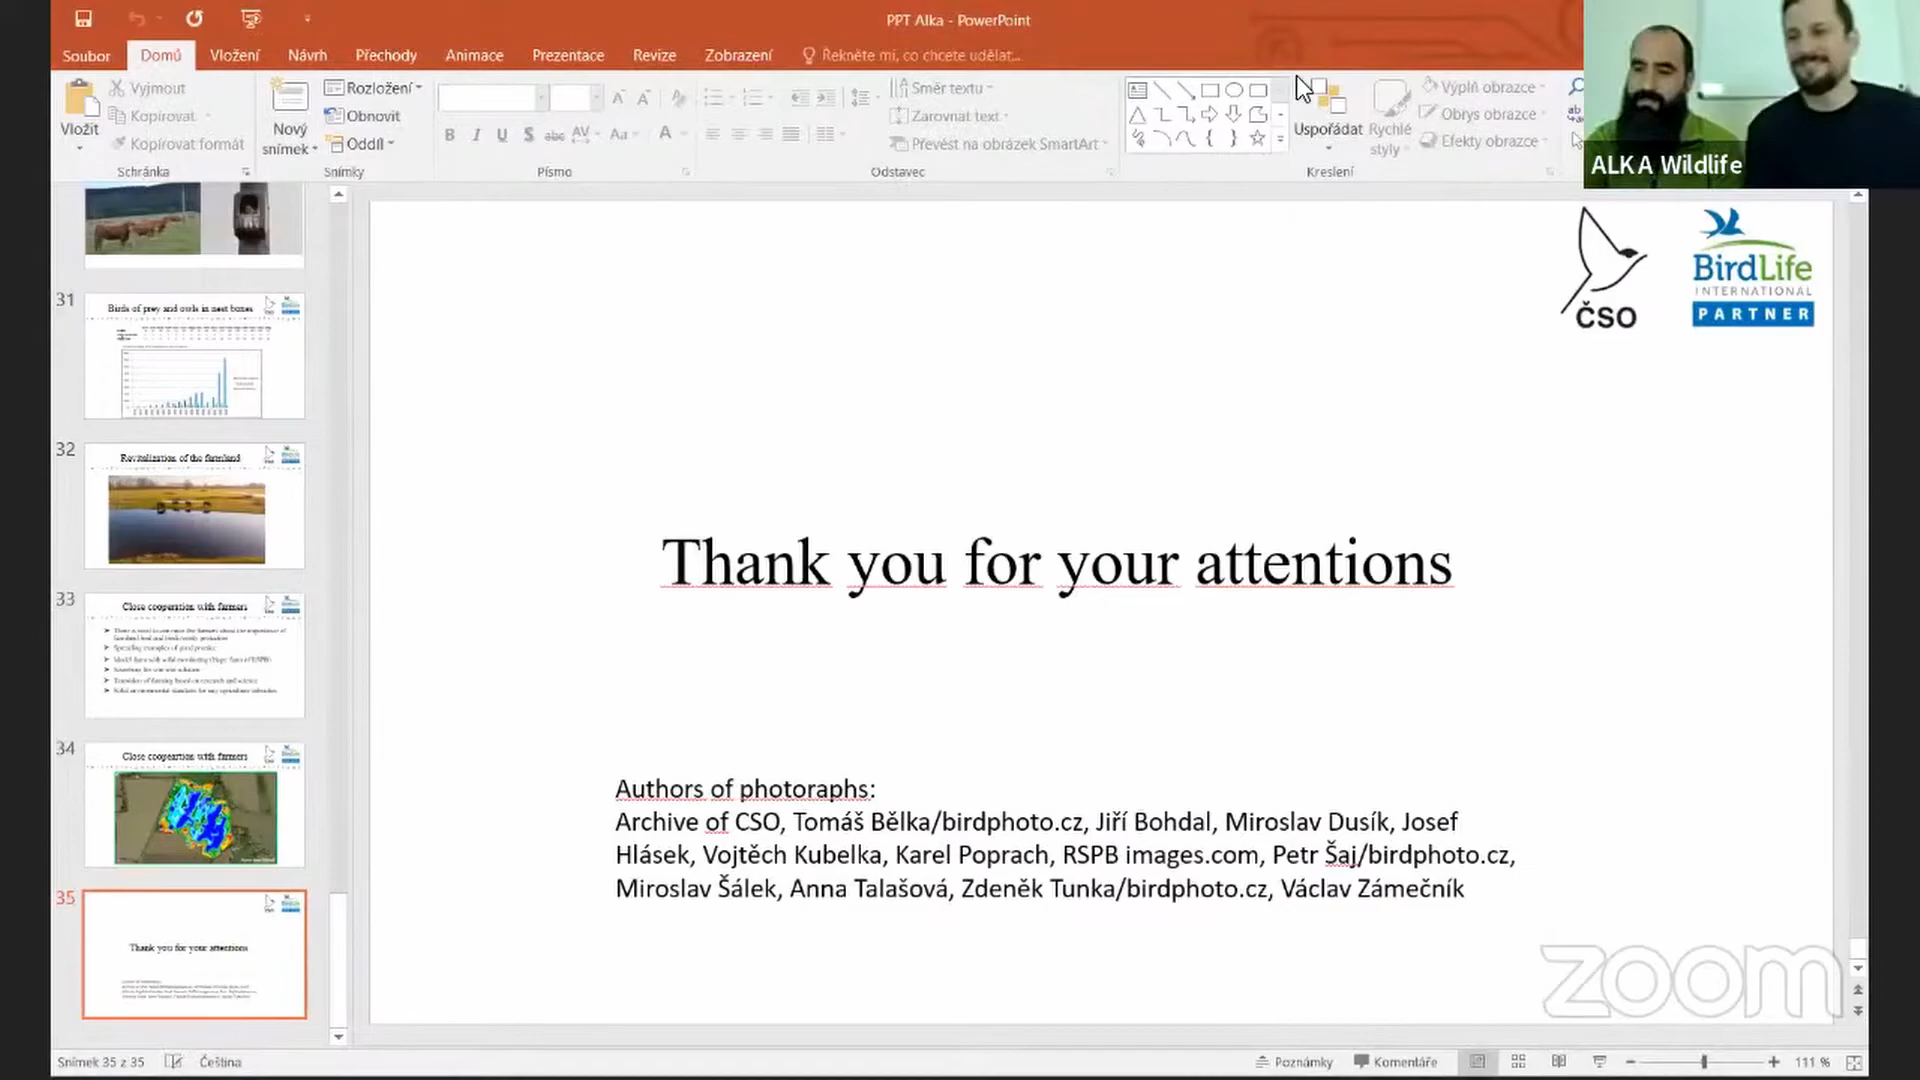 PPT Alka - PowerPoint
Soubor Domů Vložení Návrh Přechody Animace Prezentace Revize Zobrazení Řekněte mi, co chcete udělat...
Vložit
Vyjmout
Kopírovat
Kopírovat formát
Schránka
Nový
snímek
Rozložení
Obnovit
Oddíl
Snímky
Písmo
Směr textu
Zarovnat text
Převést na obrázek SmartArt
Odstavec
Uspořádat
Rychlé
styly
Výplň obrazce
Obrys obrazce
Efekty obrazce
Kreslení
ALKA Wildlife
31
Birds of prey and owls in nest boxes
32
Revitalization of the farmland
33
Close cooperation with farmers
Spreading examples of good practice
34
Close cooperation with farmers
35
Thank you for your attentions
ČSO
BirdLife
INTERNATIONAL
PARTNER
Thank you for your attentions
Authors of photoraphs:
Archive of CSO, Tomáš Bělka/birdphoto.cz, Jiří Bohdal, Miroslav Dusík, Josef
Hlásek, Vojtěch Kubelka, Karel Poprach, RSPB images.com, Petr Šaj/birdphoto.cz,
Miroslav Šálek, Anna Talašová, Zdeněk Tunka/birdphoto.cz, Václav Zámečník
zoom
Snímek 35 z 35 Čeština Poznámky Komentáře 111 %